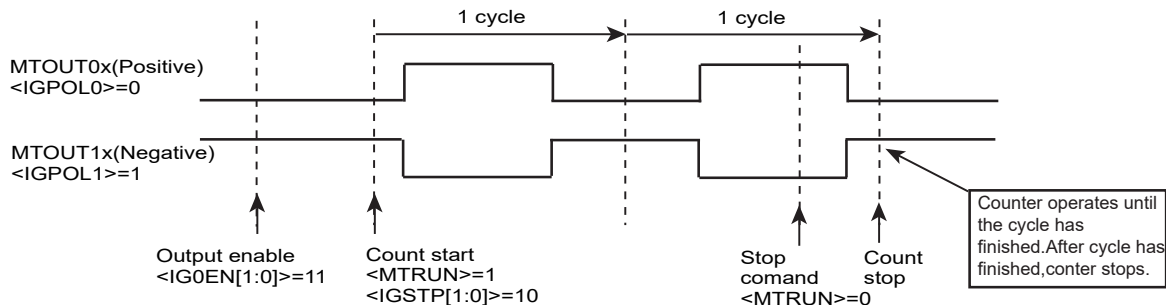 1 cycle
1 cycle
MTOUT0x(Positive)
<IGPOL0>=0
MTOUT1x(Negative)
<IGPOL1>=1
Output enable
<IG0EN[1:0]>=11
Count start
<MTRUN>=1
<IGSTP[1:0]>=10
Stop
comand
<MTRUN>=0
Count
stop
Counter operates until
the cycle has
finished.After cycle has
finished,conter stops.